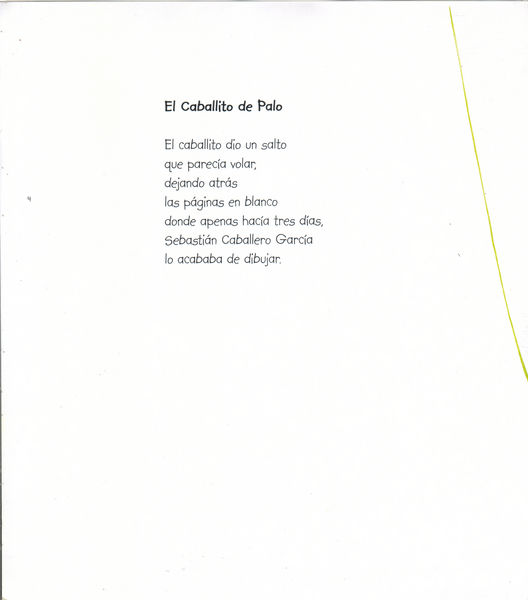 El Caballito de Palo
El caballito dio un salto
que parecía volar,
dejando atrás
las páginas en blanco
donde apenas hacía tres días,
Sebastián Caballero García
lo acababa de dibujar.